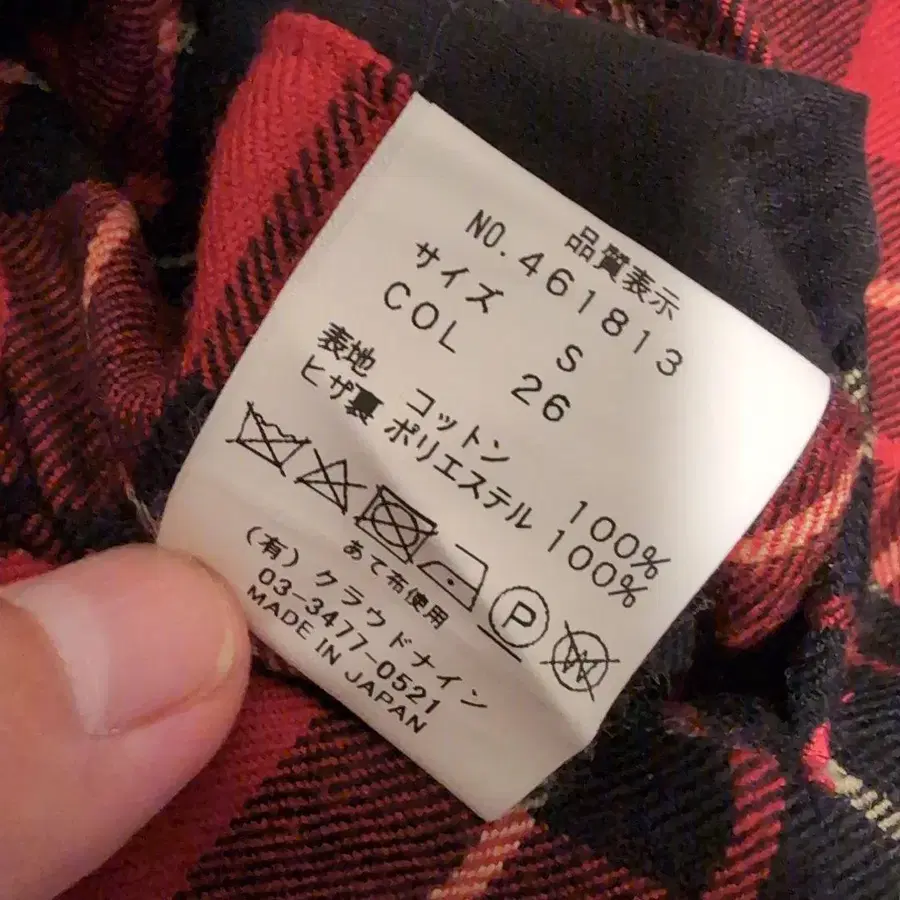 品質表示
NO.461813
サイズ S
COL 26
表地 コットン 100%
ヒザ裏 ポリエステル 100%
あて布使用
P
W
(有)クラウドナイン
03-3477-0521
MADE IN JAPAN